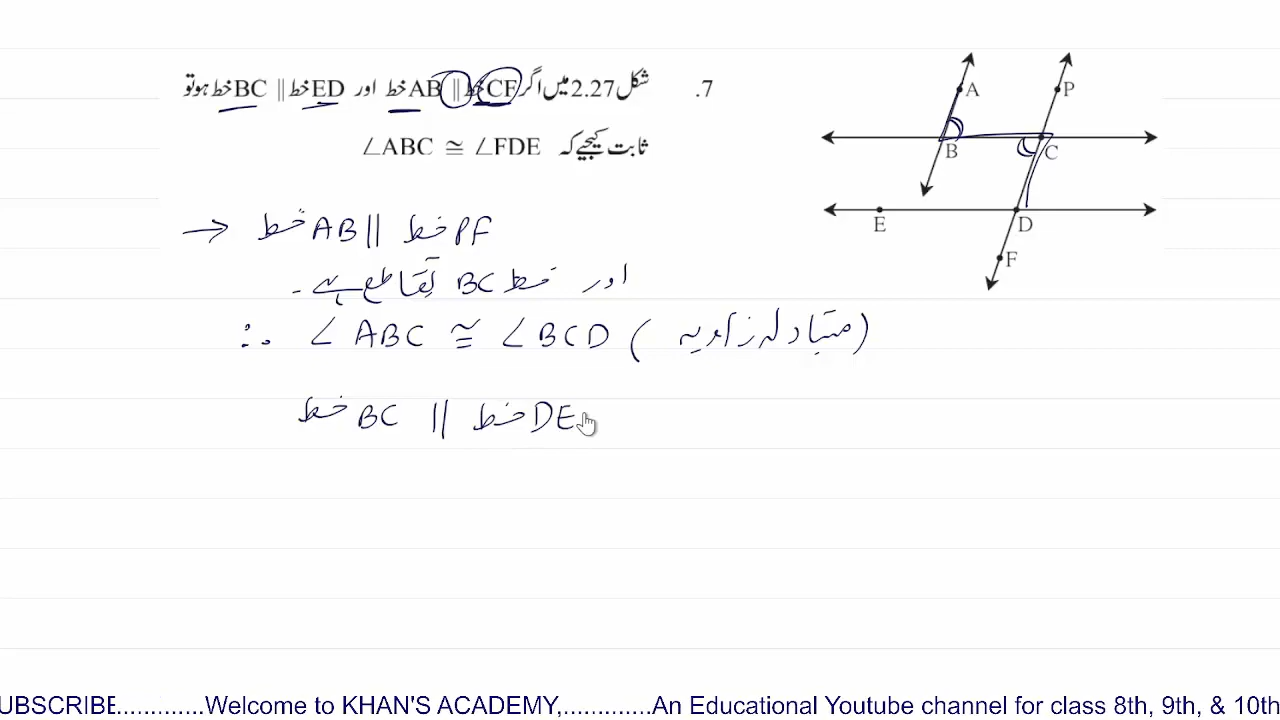 7. شکل 2.27 میں اگر خط CF || خط AB اور خط ED || خط BC ہو تو
ثابت کیجیے کہ ∠ABC ≅ ∠FDE
A
P
B
C
E
D
F
→ خط AB || خط PF
اور خط BC تقاطع ہے۔
∴ ∠ABC ≅ ∠BCD (متبادلہ زاویہ)
خط BC || خط DE
UBSCRIBE.............Welcome to KHAN'S ACADEMY,.............An Educational Youtube channel for class 8th, 9th, & 10th